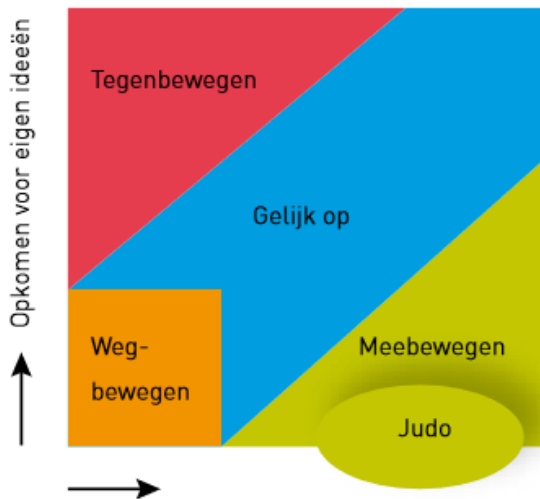 Opkomen voor eigen ideeën
Tegenbewegen
Gelijk op
Weg-
bewegen
Meebewegen
Judo